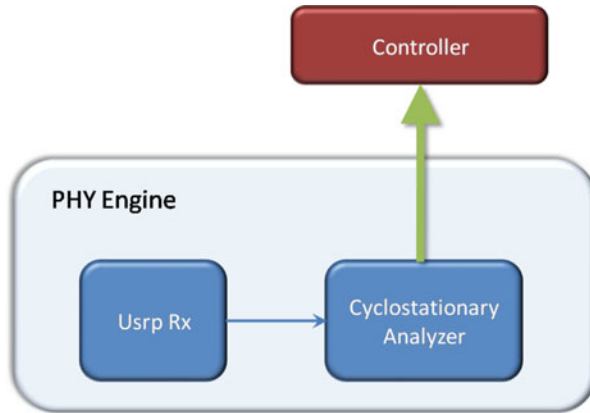 Controller
PHY Engine
Usrp Rx
Cyclostationary
Analyzer